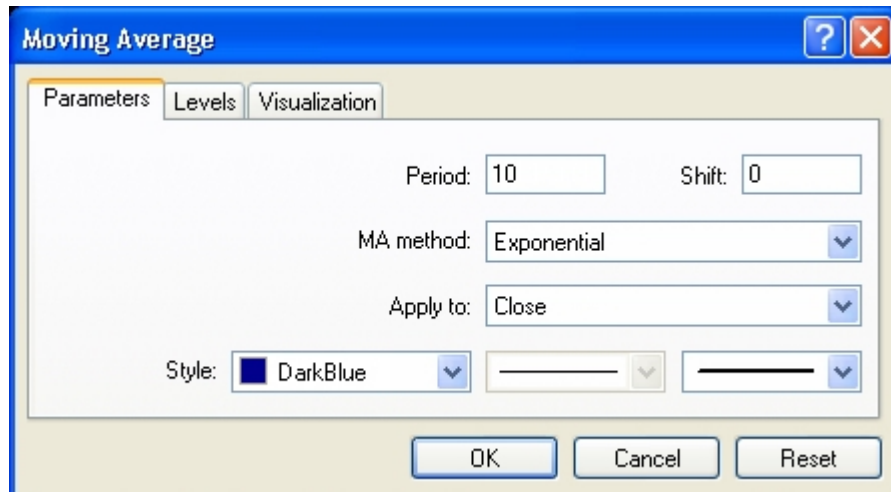 Moving Average
Parameters Levels Visualization
Period: 10 Shift: 0
MA method: Exponential
Apply to: Close
Style: DarkBlue
OK Cancel Reset